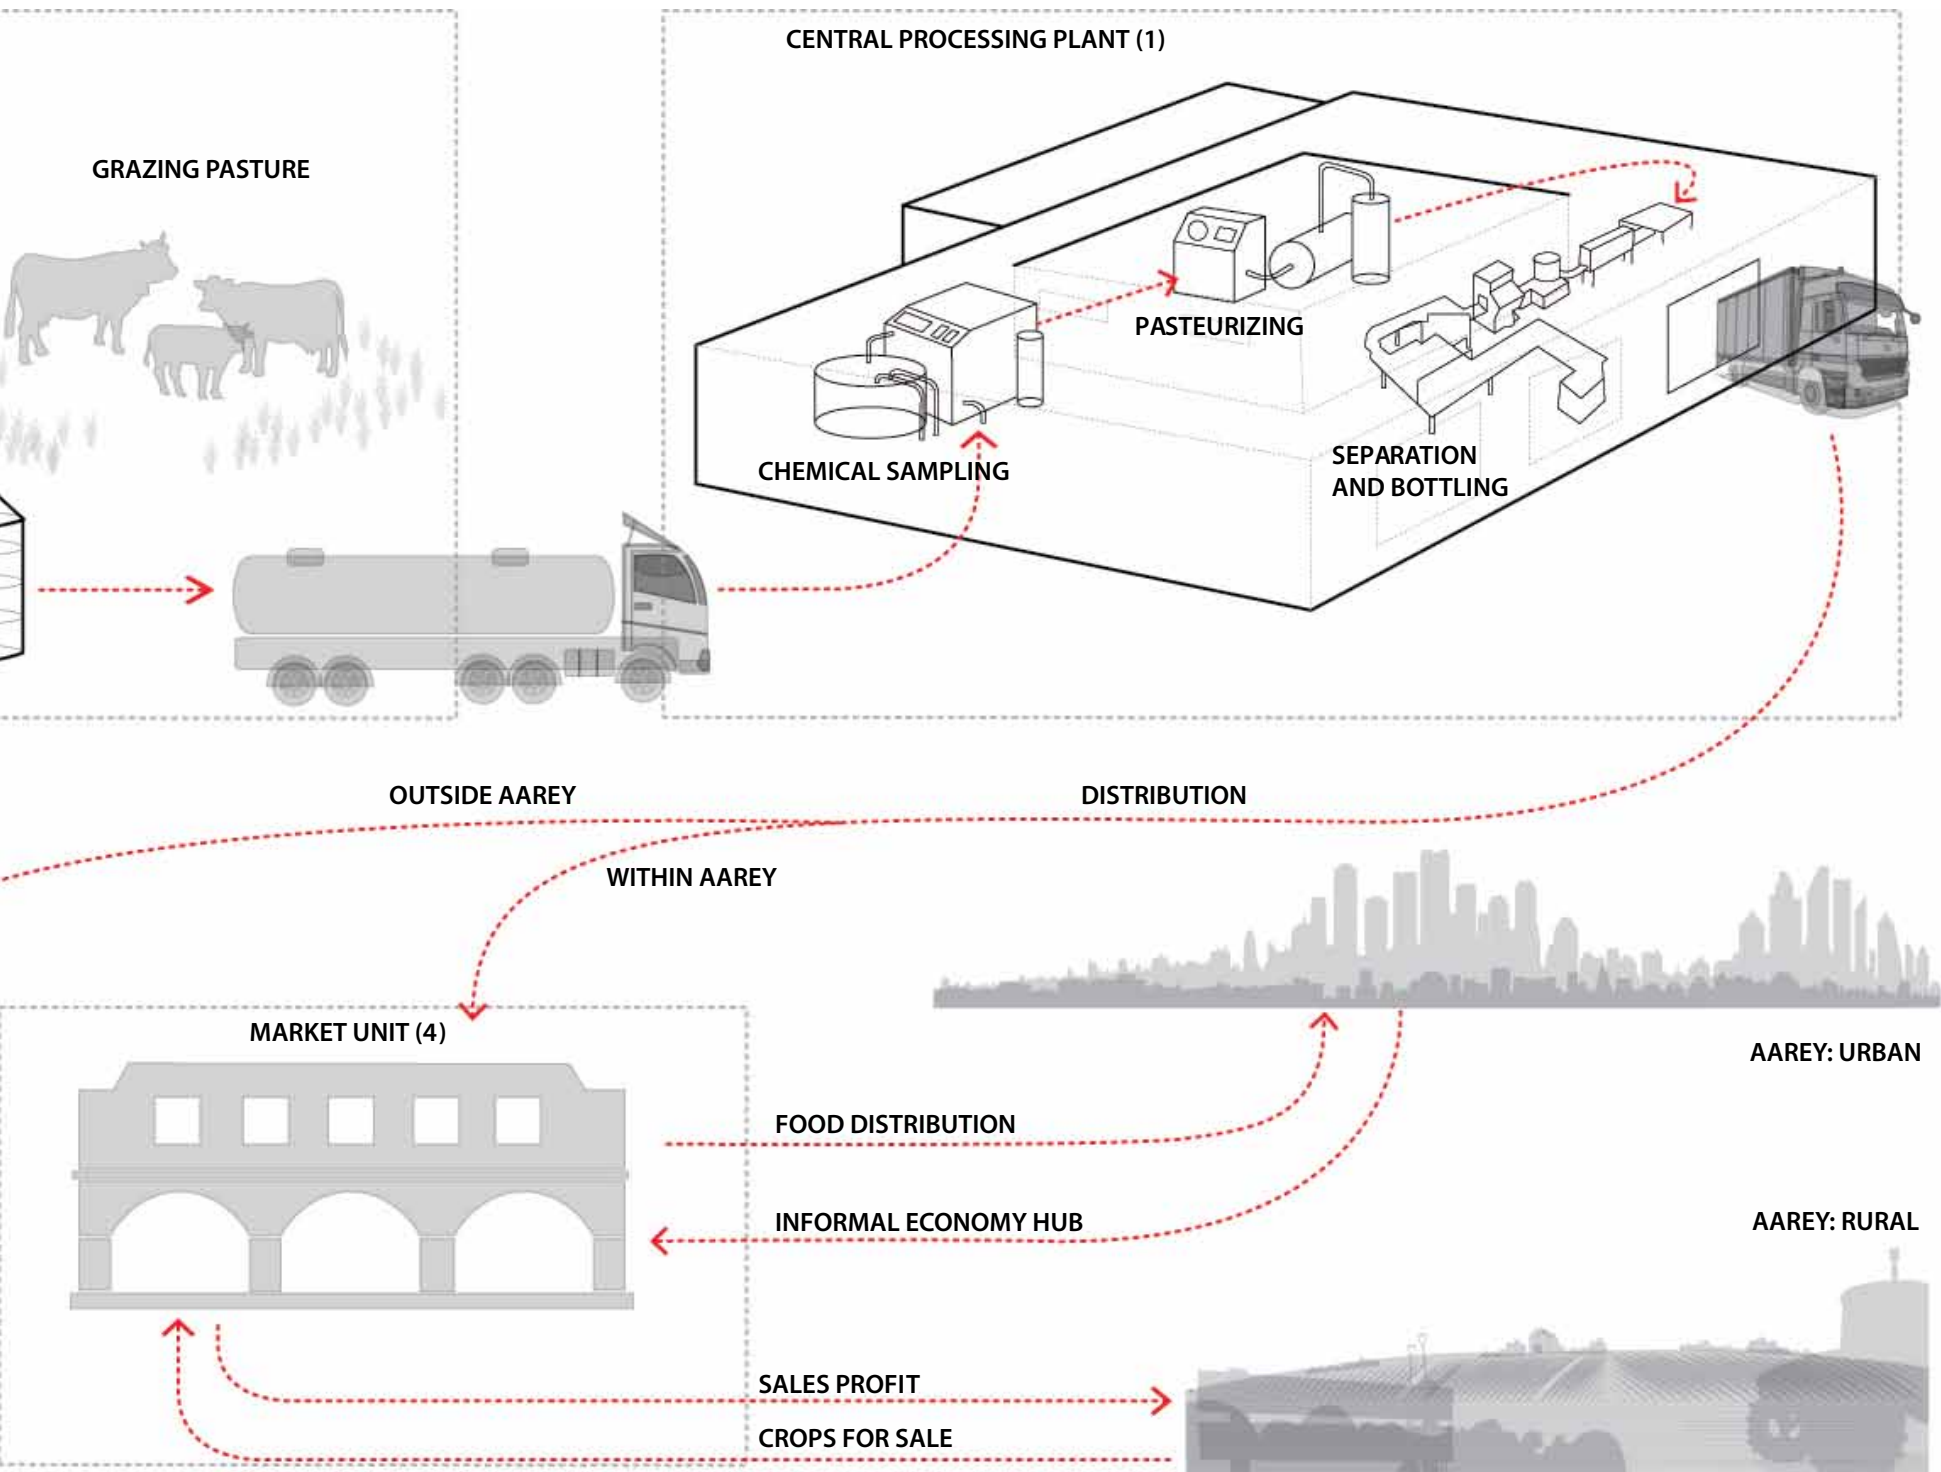 CENTRAL PROCESSING PLANT (1)
GRAZING PASTURE
PASTEURIZING
CHEMICAL SAMPLING
SEPARATION
AND BOTTLING
OUTSIDE AAREY
DISTRIBUTION
WITHIN AAREY
MARKET UNIT (4)
AAREY: URBAN
FOOD DISTRIBUTION
INFORMAL ECONOMY HUB
AAREY: RURAL
SALES PROFIT
CROPS FOR SALE